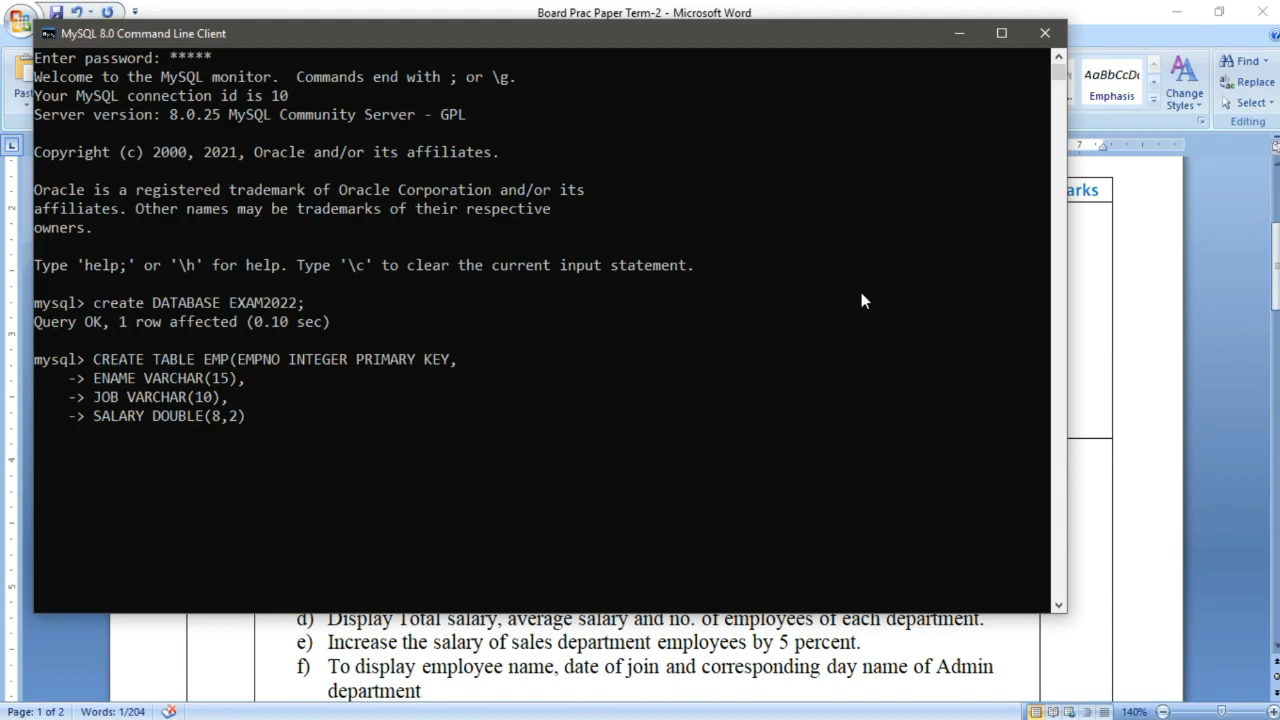 Board Prac Paper Term-2 - Microsoft Word
MySQL 8.0 Command Line Client
Enter password: *****
Welcome to the MySQL monitor.  Commands end with ; or \g.
Your MySQL connection id is 10
Server version: 8.0.25 MySQL Community Server - GPL
Copyright (c) 2000, 2021, Oracle and/or its affiliates.
Oracle is a registered trademark of Oracle Corporation and/or its
affiliates. Other names may be trademarks of their respective
owners.
Type 'help;' or '\h' for help. Type '\c' to clear the current input statement.
mysql> create DATABASE EXAM2022;
Query OK, 1 row affected (0.10 sec)
mysql> CREATE TABLE EMP(EMPNO INTEGER PRIMARY KEY,
-> ENAME VARCHAR(15),
-> JOB VARCHAR(10),
-> SALARY DOUBLE(8,2)
Past
AaBbCcDt
Emphasis
Change
Styles
Find
Replace
Select
Editing
7
arks
2
3
4
5
d) Display Total salary, average salary and no. of employees of each department.
e) Increase the salary of sales department employees by 5 percent.
f) To display employee name, date of join and corresponding day name of Admin
department
Page: 1 of 2
Words: 1/204
140%